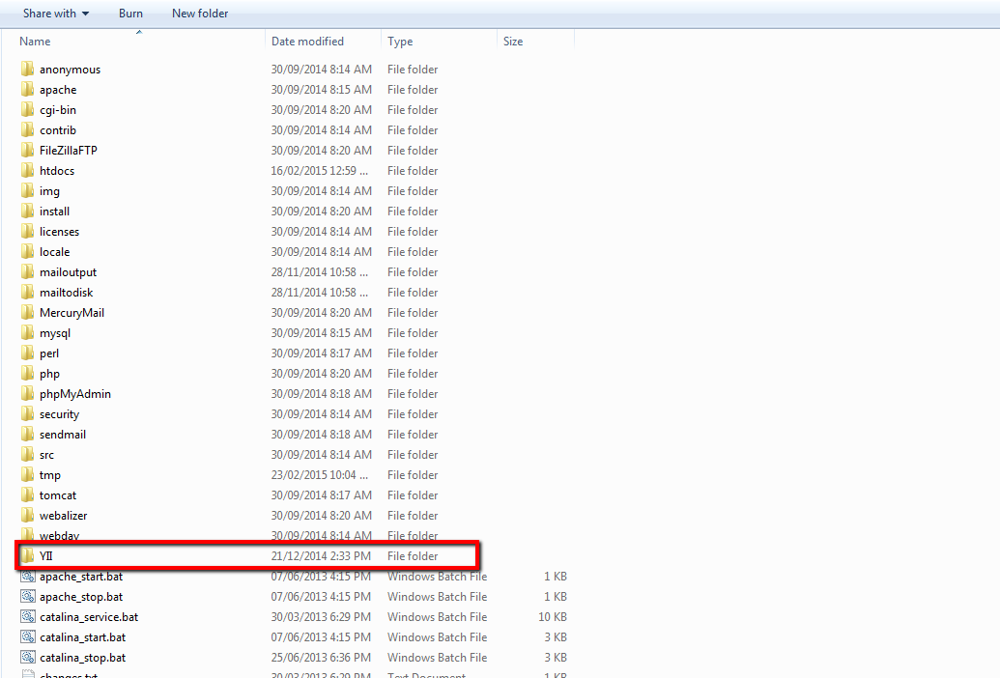 Share with Burn New folder
Name Date modified Type Size
anonymous 30/09/2014 8:14 AM File folder
apache 30/09/2014 8:15 AM File folder
cgi-bin 30/09/2014 8:20 AM File folder
contrib 30/09/2014 8:14 AM File folder
FileZillaFTP 30/09/2014 8:20 AM File folder
htdocs 16/02/2015 12:59 ... File folder
img 30/09/2014 8:14 AM File folder
install 30/09/2014 8:20 AM File folder
licenses 30/09/2014 8:14 AM File folder
locale 30/09/2014 8:14 AM File folder
mailoutput 28/11/2014 10:58 ... File folder
mailtodisk 28/11/2014 10:58 ... File folder
MercuryMail 30/09/2014 8:20 AM File folder
mysql 30/09/2014 8:15 AM File folder
perl 30/09/2014 8:17 AM File folder
php 30/09/2014 8:20 AM File folder
phpMyAdmin 30/09/2014 8:18 AM File folder
security 30/09/2014 8:14 AM File folder
sendmail 30/09/2014 8:18 AM File folder
src 30/09/2014 8:14 AM File folder
tmp 23/02/2015 10:04 ... File folder
tomcat 30/09/2014 8:17 AM File folder
webalizer 30/09/2014 8:20 AM File folder
webdav 30/09/2014 8:14 AM File folder
YII 21/12/2014 2:33 PM File folder
apache_start.bat 07/06/2013 4:15 PM Windows Batch File 1 KB
apache_stop.bat 07/06/2013 4:15 PM Windows Batch File 1 KB
catalina_service.bat 30/03/2013 6:29 PM Windows Batch File 10 KB
catalina_start.bat 07/06/2013 4:15 PM Windows Batch File 3 KB
catalina_stop.bat 25/06/2013 6:36 PM Windows Batch File 3 KB
changes.txt 30/03/2013 6:29 PM Text Document 1 KB